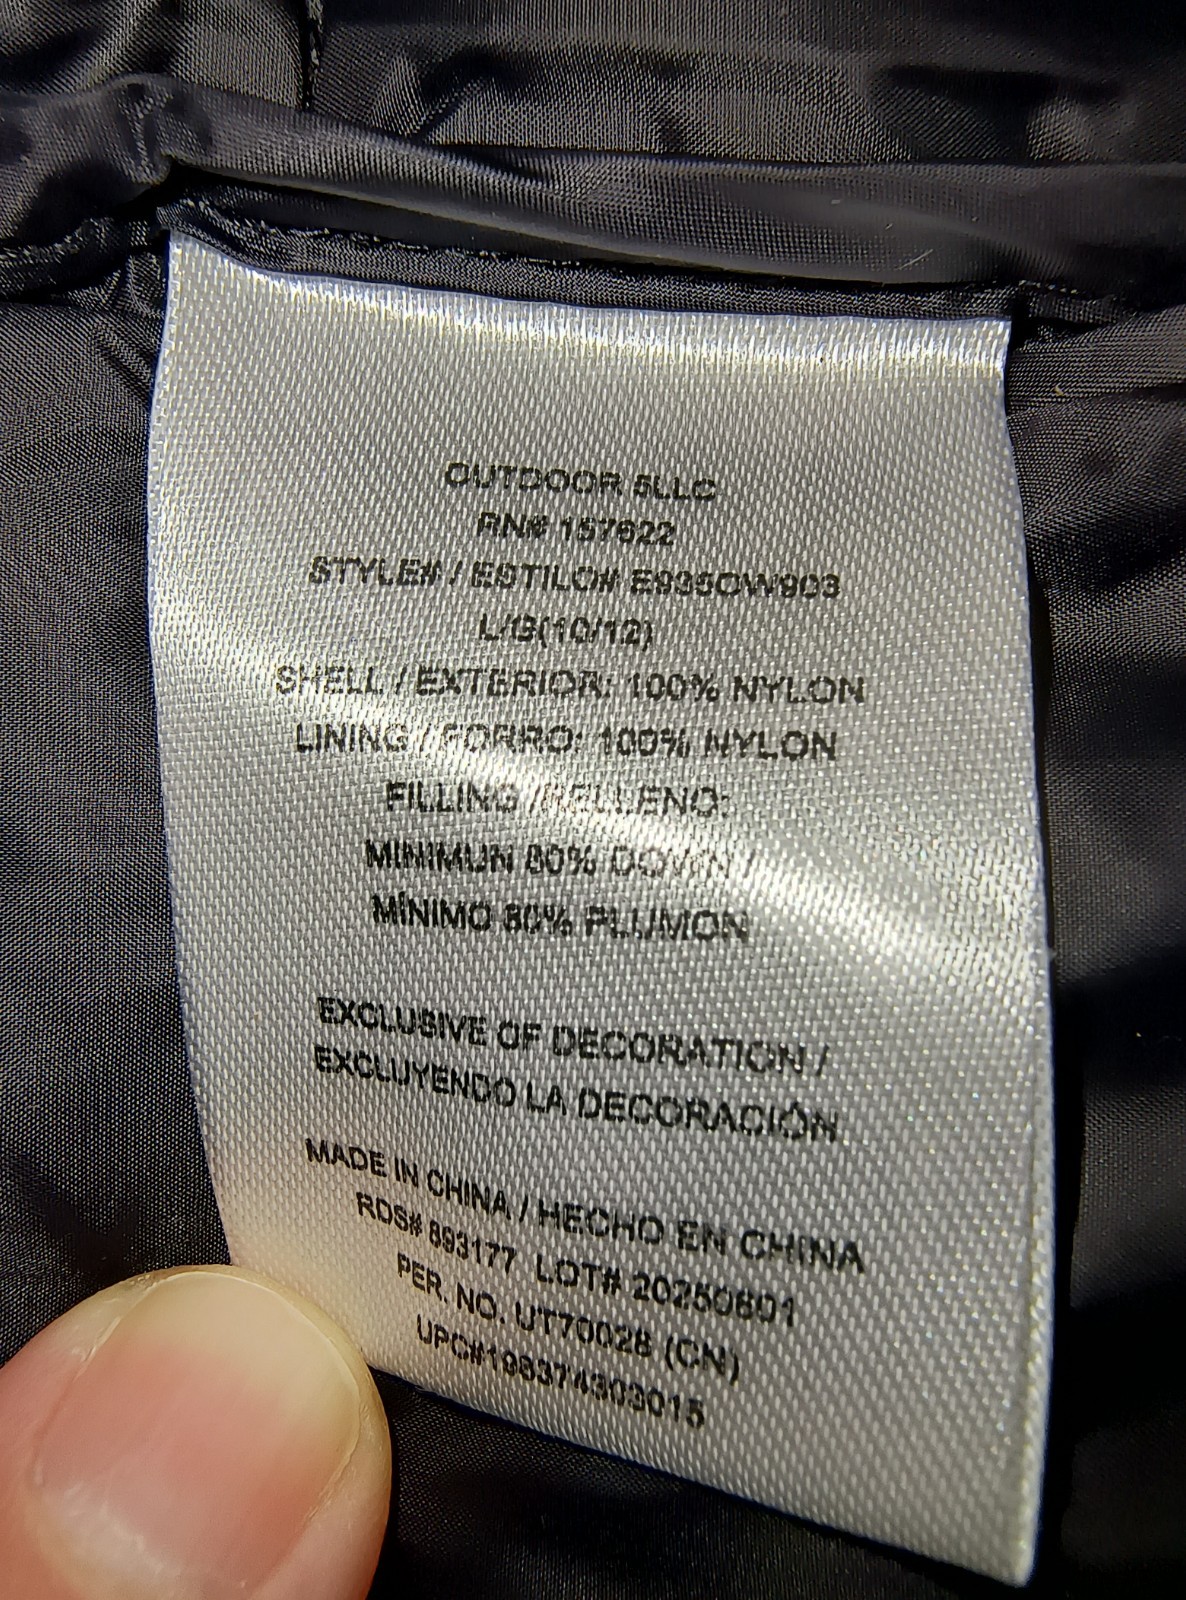 OUTDOOR 5LLC
RN# 157622
STYLE# / ESTILO# E935OW903
L/G(10/12)
SHELL / EXTERIOR: 100% NYLON
LINING / FORRO: 100% NYLON
FILLING /RELLENO:
MINIMUN 80% DOWN /
MÍNIMO 80% PLUMON
EXCLUSIVE OF DECORATION /
EXCLUYENDO LA DECORACIÓN
MADE IN CHINA / HECHO EN CHINA
RDS# 893177 LOT# 20250601
PER. NO. UT70028 (CN)
UPC#198374303015